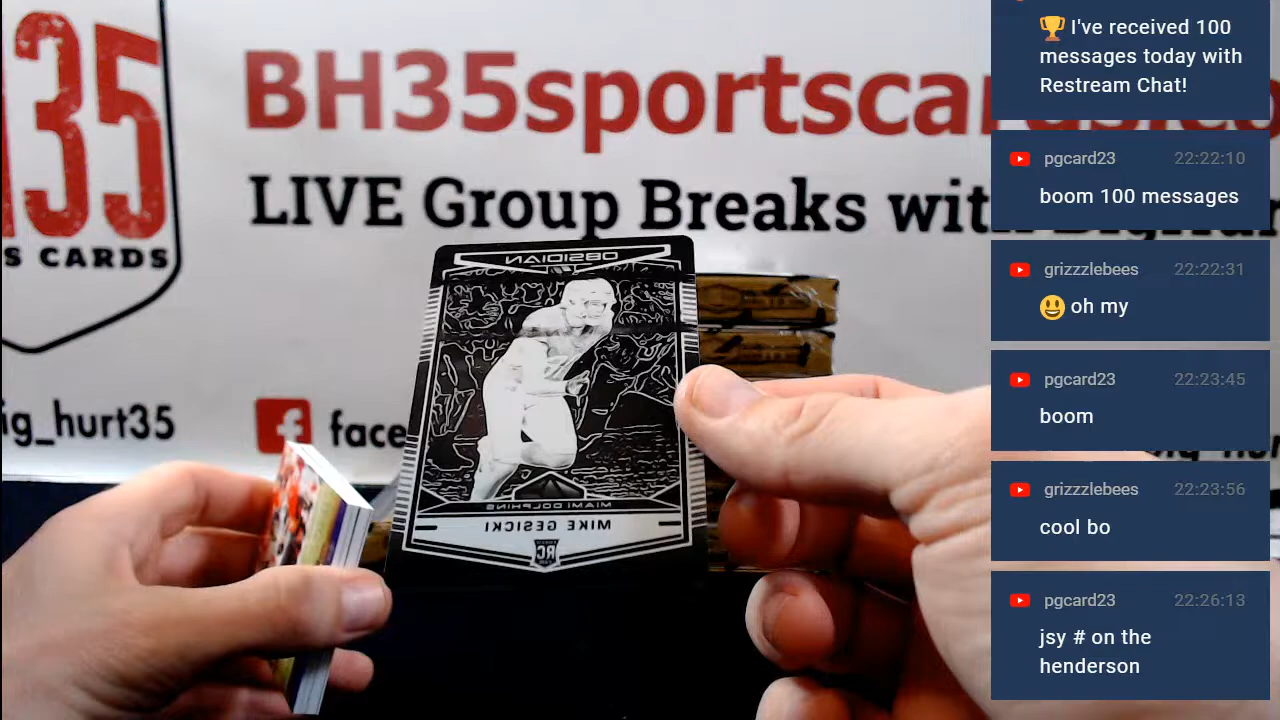 35
S CARDS
BH35sportsca
LIVE Group Breaks wit
ig_hurt35
f face
OBSIDIAN
MIAMI DOLPHINS
MIKE GESICKI
RC
🏆 I've received 100
messages today with
Restream Chat!
pgcard23 22:22:10
boom 100 messages
grizzzlebees 22:22:31
😃 oh my
pgcard23 22:23:45
boom
grizzzlebees 22:23:56
cool bo
pgcard23 22:26:13
jsy # on the
henderson